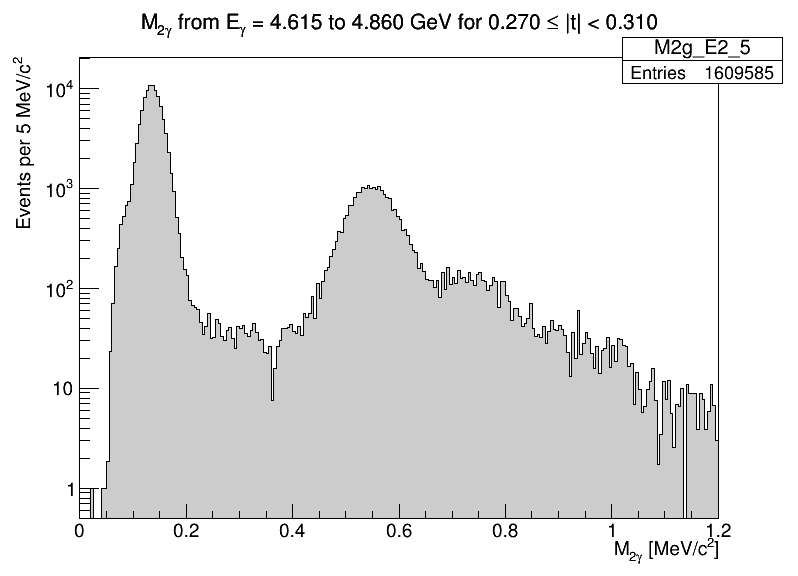 M2γ from Eγ = 4.615 to 4.860 GeV for 0.270 ≤ |t| < 0.310
M2g_E2_5
Entries 1609585
Events per 5 MeV/c²
10⁴
10³
10²
10
1
0 0.2 0.4 0.6 0.8 1 1.2
M2γ [MeV/c²]